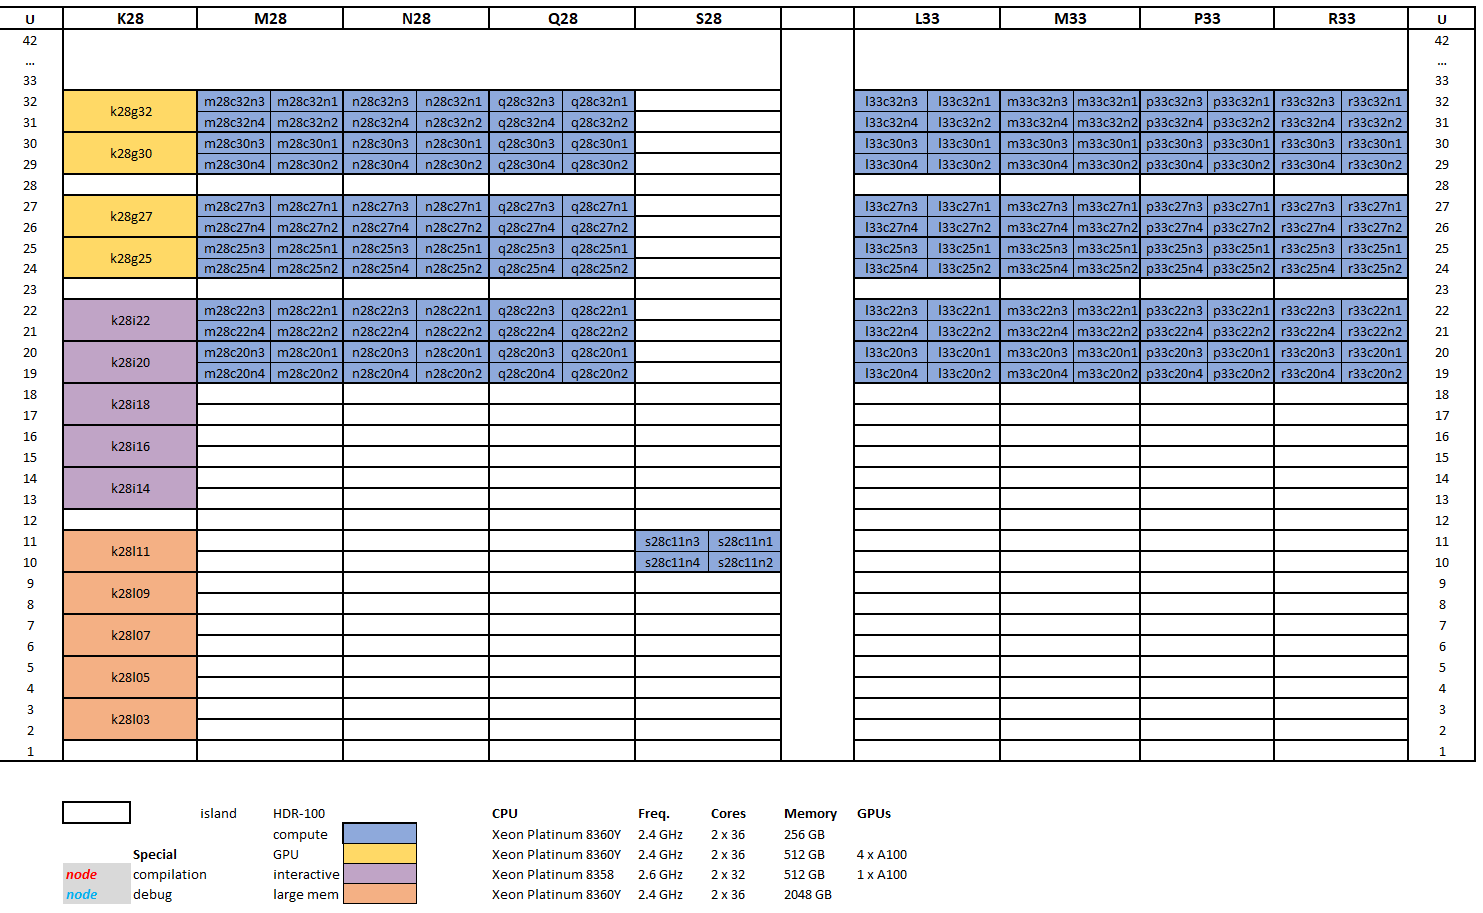 U K28 M28 N28 Q28 S28 L33 M33 P33 R33 U
42 42
... ...
33 33
32 k28g32 m28c32n3 m28c32n1 n28c32n3 n28c32n1 q28c32n3 q28c32n1 l33c32n3 l33c32n1 m33c32n3 m33c32n1 p33c32n3 p33c32n1 r33c32n3 r33c32n1 32
31 m28c32n4 m28c32n2 n28c32n4 n28c32n2 q28c32n4 q28c32n2 l33c32n4 l33c32n2 m33c32n4 m33c32n2 p33c32n4 p33c32n2 r33c32n4 r33c32n2 31
30 k28g30 m28c30n3 m28c30n1 n28c30n3 n28c30n1 q28c30n3 q28c30n1 l33c30n3 l33c30n1 m33c30n3 m33c30n1 p33c30n3 p33c30n1 r33c30n3 r33c30n1 30
29 m28c30n4 m28c30n2 n28c30n4 n28c30n2 q28c30n4 q28c30n2 l33c30n4 l33c30n2 m33c30n4 m33c30n2 p33c30n4 p33c30n2 r33c30n4 r33c30n2 29
28 28
27 k28g27 m28c27n3 m28c27n1 n28c27n3 n28c27n1 q28c27n3 q28c27n1 l33c27n3 l33c27n1 m33c27n3 m33c27n1 p33c27n3 p33c27n1 r33c27n3 r33c27n1 27
26 m28c27n4 m28c27n2 n28c27n4 n28c27n2 q28c27n4 q28c27n2 l33c27n4 l33c27n2 m33c27n4 m33c27n2 p33c27n4 p33c27n2 r33c27n4 r33c27n2 26
25 k28g25 m28c25n3 m28c25n1 n28c25n3 n28c25n1 q28c25n3 q28c25n1 l33c25n3 l33c25n1 m33c25n3 m33c25n1 p33c25n3 p33c25n1 r33c25n3 r33c25n1 25
24 m28c25n4 m28c25n2 n28c25n4 n28c25n2 q28c25n4 q28c25n2 l33c25n4 l33c25n2 m33c25n4 m33c25n2 p33c25n4 p33c25n2 r33c25n4 r33c25n2 24
23 23
22 k28i22 m28c22n3 m28c22n1 n28c22n3 n28c22n1 q28c22n3 q28c22n1 l33c22n3 l33c22n1 m33c22n3 m33c22n1 p33c22n3 p33c22n1 r33c22n3 r33c22n1 22
21 m28c22n4 m28c22n2 n28c22n4 n28c22n2 q28c22n4 q28c22n2 l33c22n4 l33c22n2 m33c22n4 m33c22n2 p33c22n4 p33c22n2 r33c22n4 r33c22n2 21
20 k28i20 m28c20n3 m28c20n1 n28c20n3 n28c20n1 q28c20n3 q28c20n1 l33c20n3 l33c20n1 m33c20n3 m33c20n1 p33c20n3 p33c20n1 r33c20n3 r33c20n1 20
19 m28c20n4 m28c20n2 n28c20n4 n28c20n2 q28c20n4 q28c20n2 l33c20n4 l33c20n2 m33c20n4 m33c20n2 p33c20n4 p33c20n2 r33c20n4 r33c20n2 19
18 k28i18 18
17 17
16 k28i16 16
15 15
14 k28i14 14
13 13
12 12
11 k28l11 s28c11n3 s28c11n1 11
10 s28c11n4 s28c11n2 10
9 k28l09 9
8 8
7 k28l07 7
6 6
5 k28l05 5
4 4
3 k28l03 3
2 2
1 1
island HDR-100 CPU Freq. Cores Memory GPUs
compute Xeon Platinum 8360Y 2.4 GHz 2 x 36 256 GB
Special GPU Xeon Platinum 8360Y 2.4 GHz 2 x 36 512 GB 4 x A100
node compilation interactive Xeon Platinum 8358 2.6 GHz 2 x 32 512 GB 1 x A100
node debug large mem Xeon Platinum 8360Y 2.4 GHz 2 x 36 2048 GB